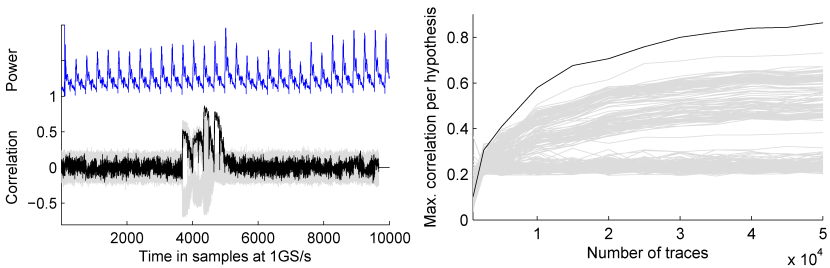 Power
1
0.5
0
−0.5
Correlation
2000 4000 6000 8000 10000
Time in samples at 1GS/s
Max. correlation per hypothesis
0.8
0.6
0.4
0.2
0
1 2 3 4 5
Number of traces
x 10⁴